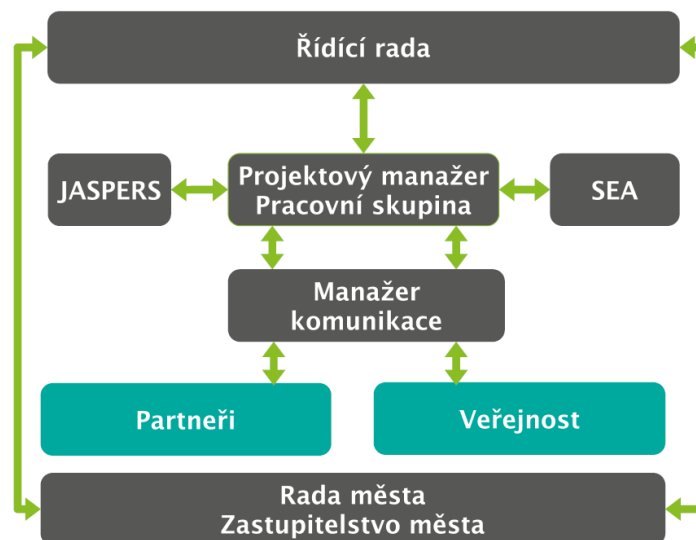 Řídící rada
JASPERS
Projektový manažer
Pracovní skupina
SEA
Manažer
komunikace
Partneři
Veřejnost
Rada města
Zastupitelstvo města